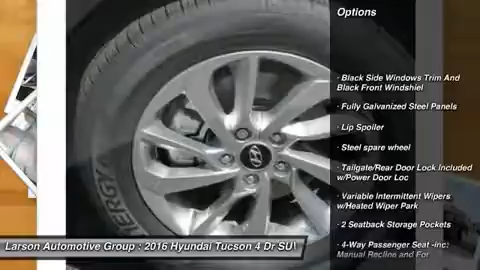 Options
· Black Side Windows Trim And
Black Front Windshiel
· Fully Galvanized Steel Panels
· Lip Spoiler
· Steel spare wheel
· Tailgate/Rear Door Lock Included
w/Power Door Loc
· Variable Intermittent Wipers
w/Heated Wiper Park
· 2 Seatback Storage Pockets
· 4-Way Passenger Seat -inc:
Manual Recline and For
Larson Automotive Group : 2016 Hyundai Tucson 4 Dr SU